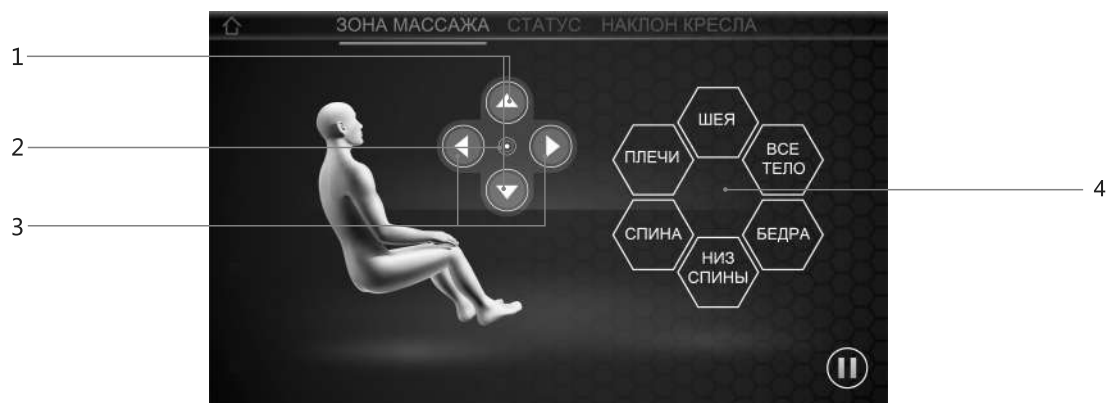 ЗОНА МАССАЖА СТАТУС НАКЛОН КРЕСЛА
1
2
3
4
ШЕЯ
ПЛЕЧИ
ВСЕ
ТЕЛО
СПИНА
БЕДРА
НИЗ
СПИНЫ